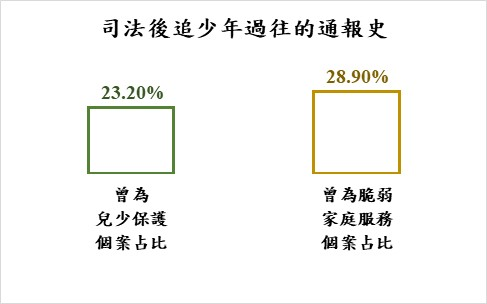 司法後追少年過往的通報史
23.20%
28.90%
曾為
兒少保護
個案占比
曾為脆弱
家庭服務
個案占比